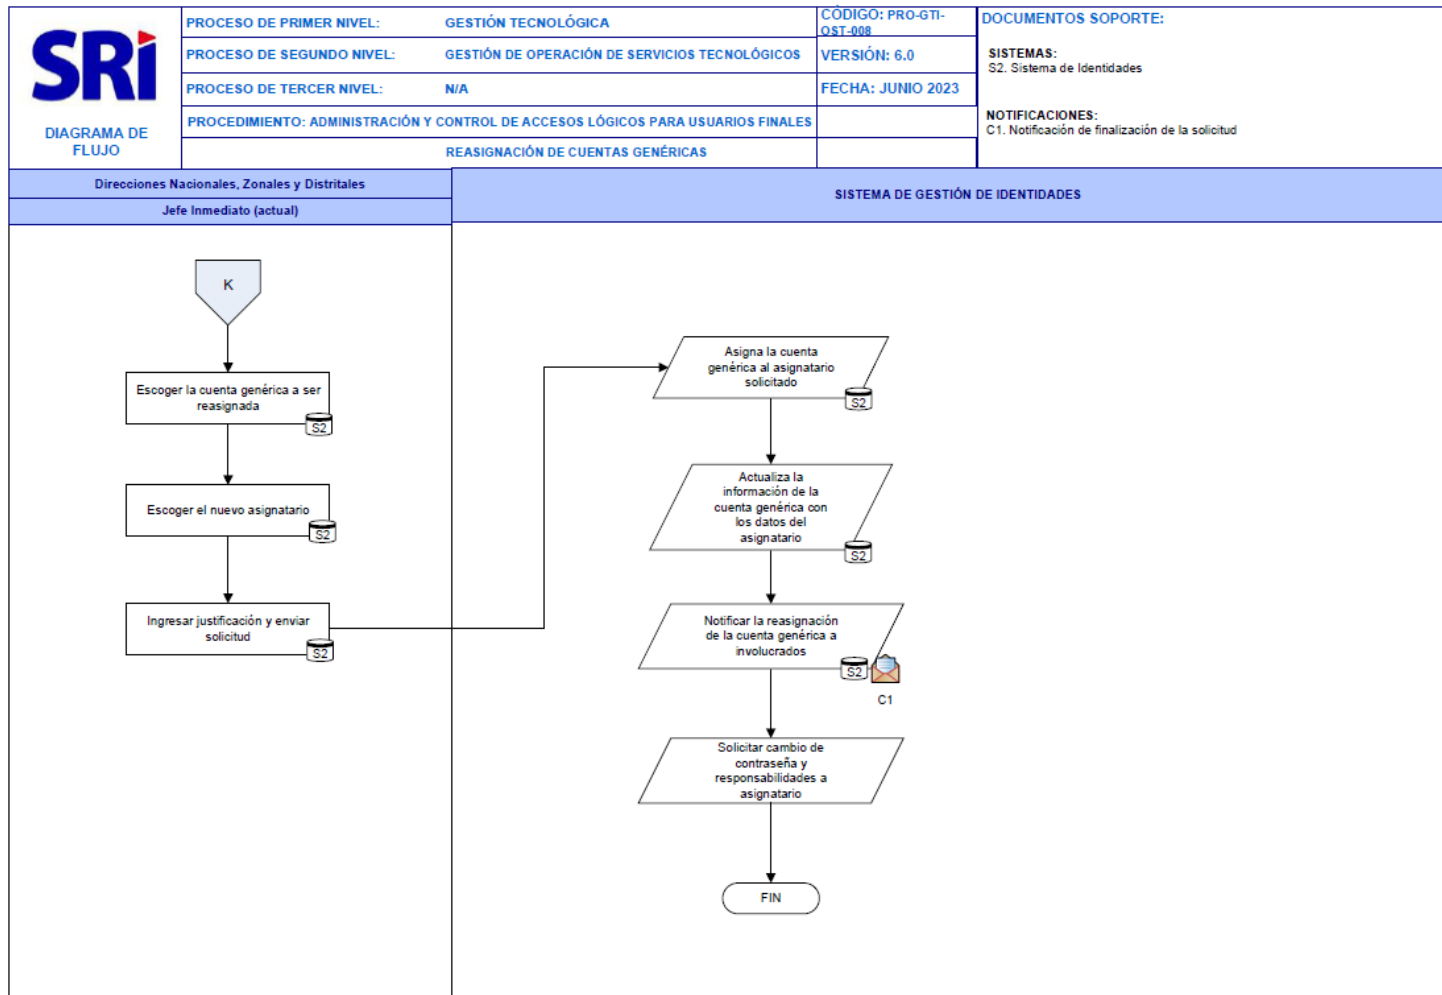 SRi
DIAGRAMA DE
FLUJO
PROCESO DE PRIMER NIVEL: GESTIÓN TECNOLÓGICA
CÓDIGO: PRO-GTI-
OST-008
PROCESO DE SEGUNDO NIVEL: GESTIÓN DE OPERACIÓN DE SERVICIOS TECNOLÓGICOS
VERSIÓN: 6.0
PROCESO DE TERCER NIVEL: N/A
FECHA: JUNIO 2023
PROCEDIMIENTO: ADMINISTRACIÓN Y CONTROL DE ACCESOS LÓGICOS PARA USUARIOS FINALES
REASIGNACIÓN DE CUENTAS GENÉRICAS
DOCUMENTOS SOPORTE:
SISTEMAS:
S2. Sistema de Identidades
NOTIFICACIONES:
C1. Notificación de finalización de la solicitud
Direcciones Nacionales, Zonales y Distritales
Jefe Inmediato (actual)
SISTEMA DE GESTIÓN DE IDENTIDADES
K
Escoger la cuenta genérica a ser
reasignada
S2
Escoger el nuevo asignatario
S2
Ingresar justificación y enviar
solicitud
S2
Asigna la cuenta
genérica al asignatario
solicitado
S2
Actualiza la
información de la
cuenta genérica con
los datos del
asignatario
S2
Notificar la reasignación
de la cuenta genérica a
involucrados
S2
C1
Solicitar cambio de
contraseña y
responsabilidades a
asignatario
FIN